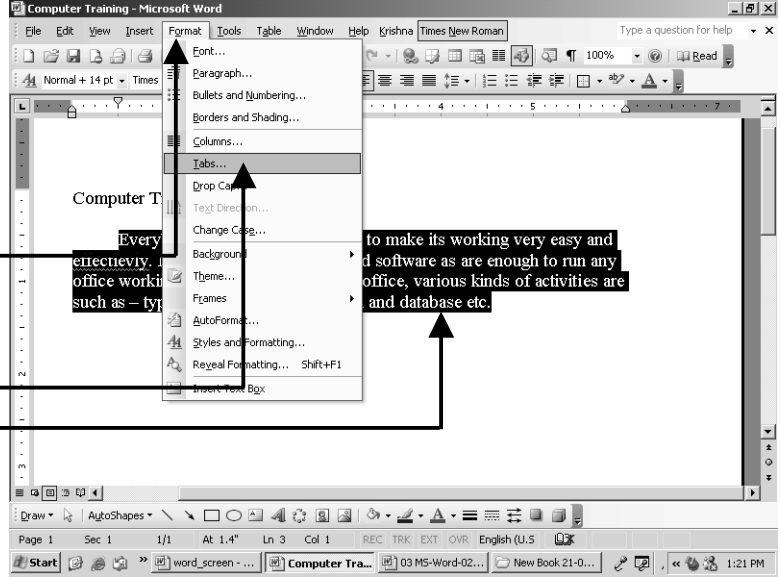 Computer Training - Microsoft Word
File Edit View Insert Format Tools Table Window Help Krishna Times New Roman Type a question for help
100% Read
Normal + 14 pt Times
Font...
Paragraph...
Bullets and Numbering...
Borders and Shading...
Columns...
Tabs...
Drop Cap...
Text Direction...
Change Case...
Background
Theme...
Frames
AutoFormat...
Styles and Formatting...
Reveal Formatting... Shift+F1
Insert Text Box
4 5 7
Computer T
Every to make its working very easy and
effectievly. d software as are enough to run any
office worki office, various kinds of activities are
such as – typ and database etc.
Draw AutoShapes
Page 1 Sec 1 1/1 At 1.4" Ln 3 Col 1 REC TRK EXT OVR English (U.S
Start word_screen - ... Computer Tra... 03 MS-Word-02... New Book 21-0... 1:21 PM